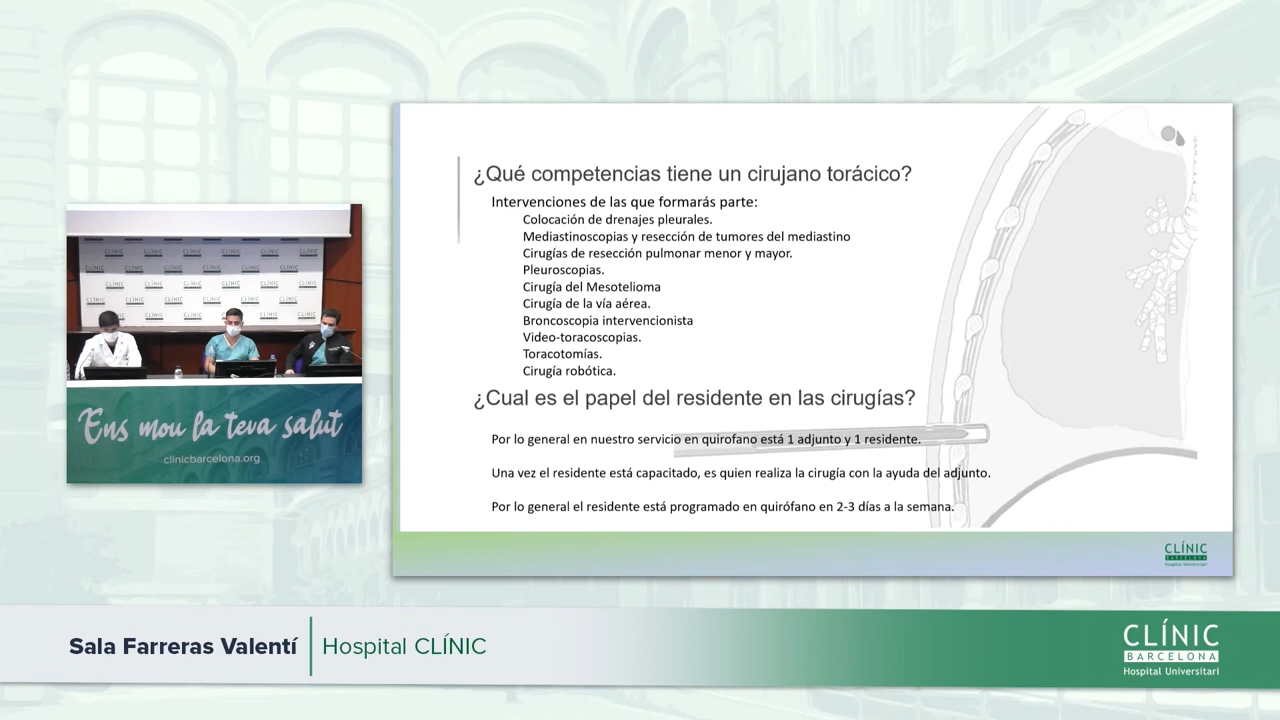 ¿Qué competencias tiene un cirujano torácico?
Intervenciones de las que formarás parte:
Colocación de drenajes pleurales.
Mediastinoscopias y resección de tumores del mediastino
Cirugías de resección pulmonar menor y mayor.
Pleuroscopias.
Cirugía del Mesotelioma
Cirugía de la vía aérea.
Broncoscopia intervencionista
Video-toracoscopias.
Toracotomías.
Cirugía robótica.
¿Cual es el papel del residente en las cirugías?
Por lo general en nuestro servicio en quirofano está 1 adjunto y 1 residente.
Una vez el residente está capacitado, es quien realiza la cirugía con la ayuda del adjunto.
Por lo general el residente está programado en quirófano en 2-3 días a la semana.
CLÍNIC
BARCELONA
Hospital Universitari
Ens mou la teva salut
clinicbarcelona.org
Sala Farreras Valentí
Hospital CLÍNIC
CLÍNIC
BARCELONA
Hospital Universitari